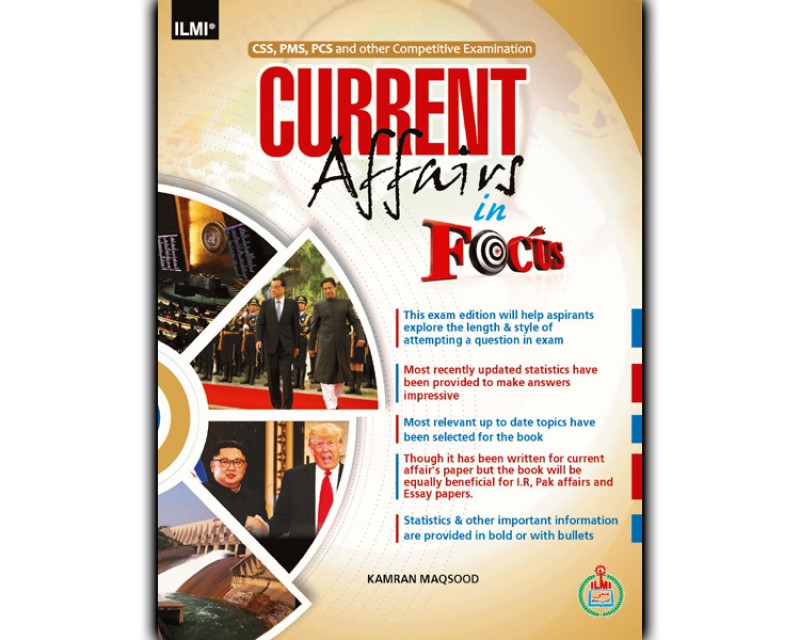 ILMI®
CSS, PMS, PCS and other Competitive Examination
CURRENT
Affairs
in
Focus
This exam edition will help aspirants
explore the length & style of
attempting a question in exam
Most recently updated statistics have
been provided to make answers
impressive
Most relevant up to date topics have
been selected for the book
Though it has been written for current
affair's paper but the book will be
equally beneficial for I.R, Pak affairs and
Essay papers.
Statistics & other important information
are provided in bold or with bullets
KAMRAN MAQSOOD
ILMI